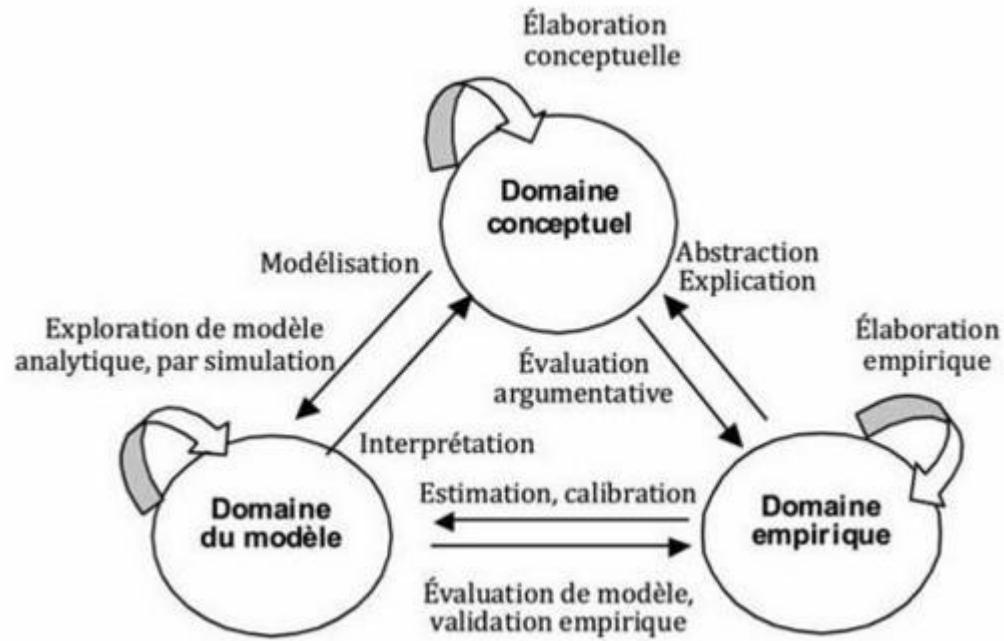 Élaboration
conceptuelle
Domaine
conceptuel
Modélisation
Abstraction
Explication
Exploration de modèle
analytique, par simulation
Évaluation
argumentative
Élaboration
empirique
Interprétation
Domaine
du modèle
Estimation, calibration
Domaine
empirique
Évaluation de modèle,
validation empirique